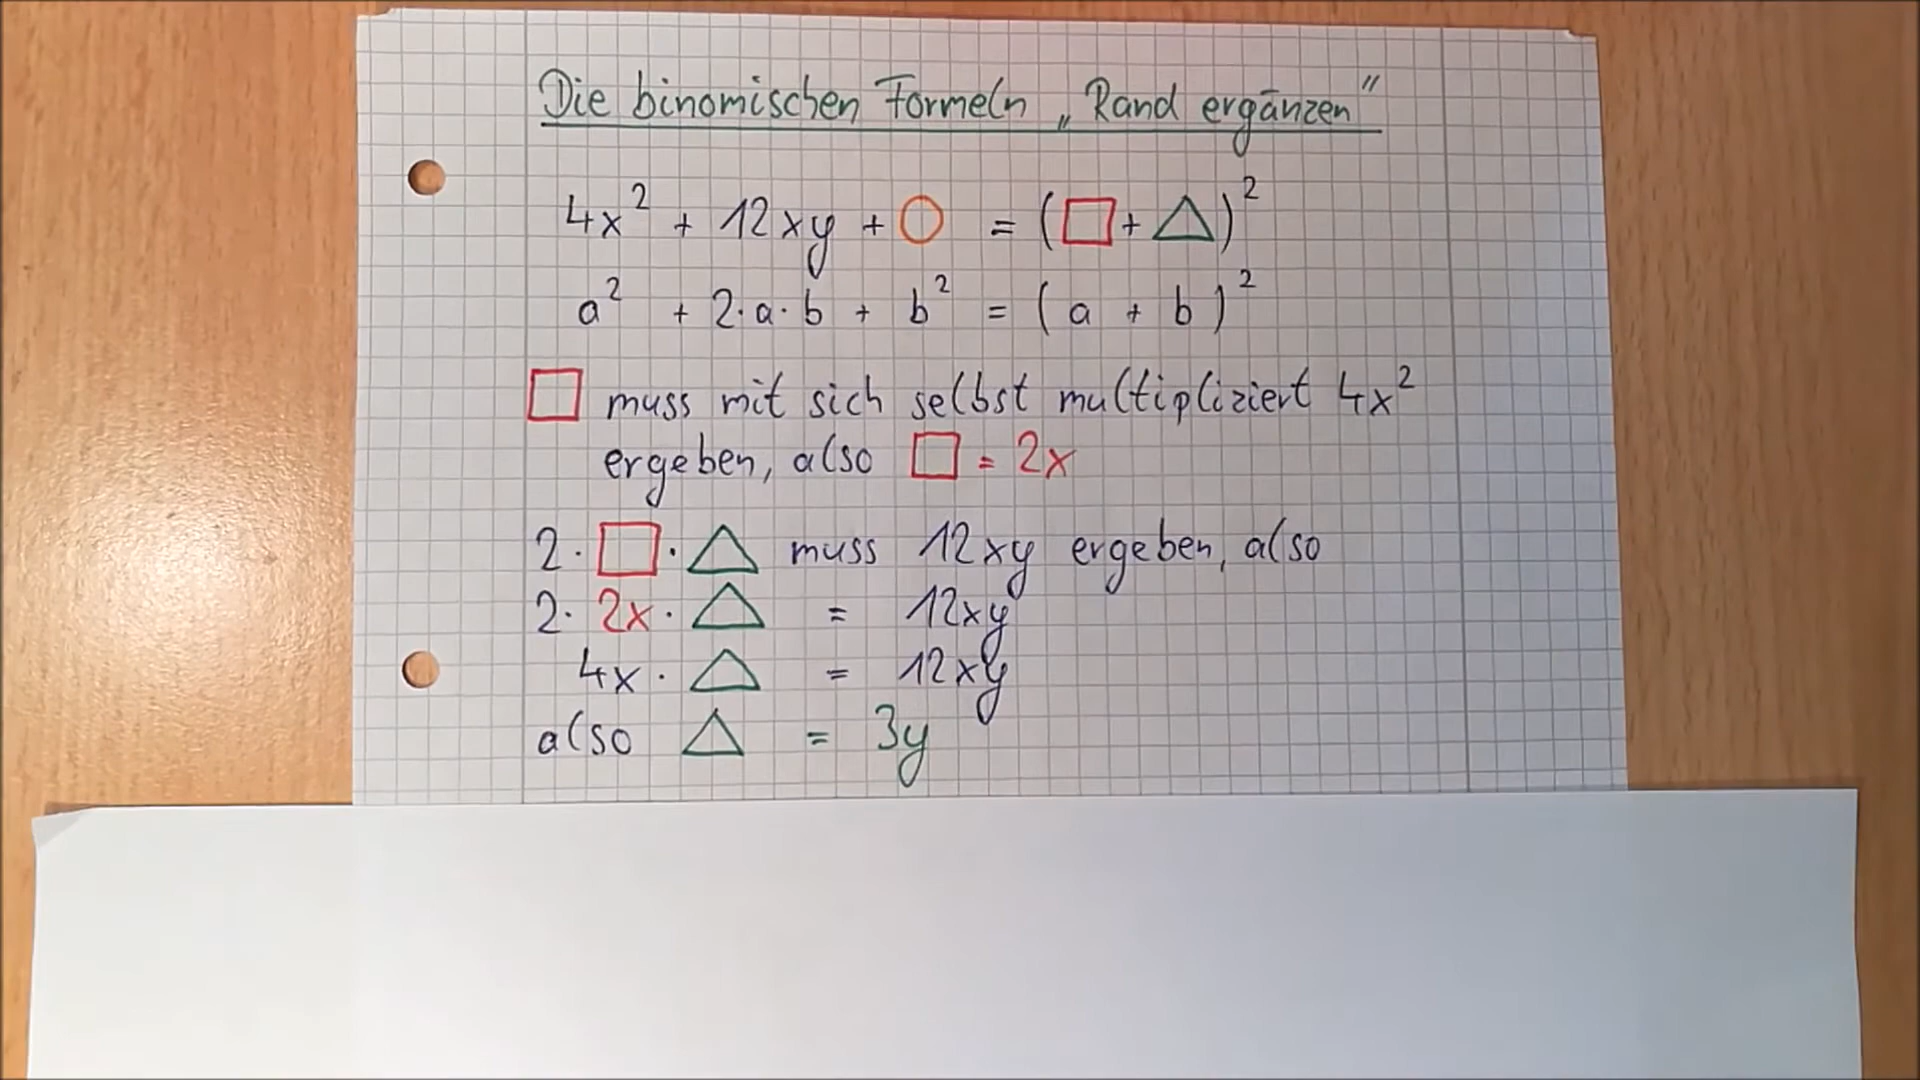 Die binomischen Formeln „Rand ergänzen"
4x² + 12xy + ○ = (□ + △)²
a² + 2·a·b + b² = (a + b)²
□ muss mit sich selbst multipliziert 4x²
ergeben, also □ = 2x
2·□·△ muss 12xy ergeben, also
2·2x·△ = 12xy
4x·△ = 12xy
also △ = 3y